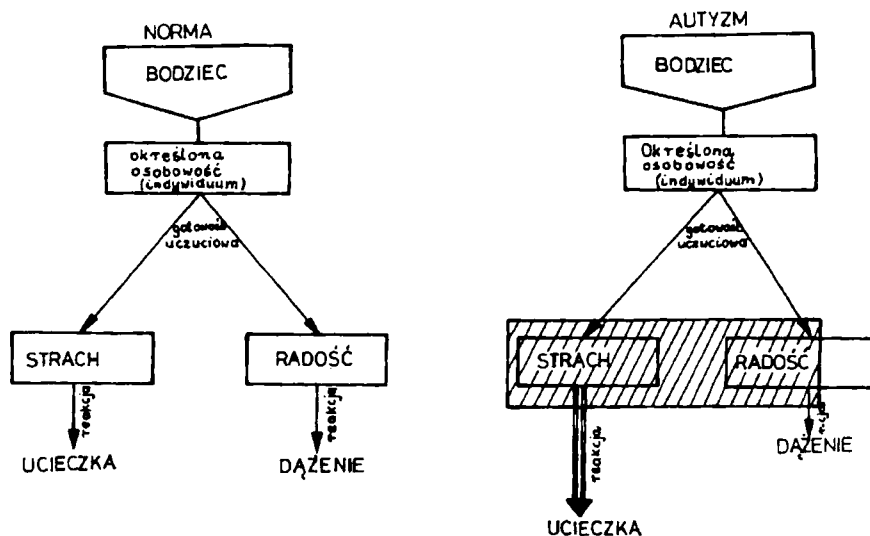 NORMA
BODZIEC
określona
osobowość
(indywiduum)
gotowość
uczuciowa
STRACH
RADOŚĆ
reakcja
reakcja
UCIECZKA
DĄŻENIE
AUTYZM
BODZIEC
Określona
osobowość
(indywiduum)
gotowość
uczuciowa
STRACH
RADOŚĆ
reakcja
DĄŻENIE
UCIECZKA